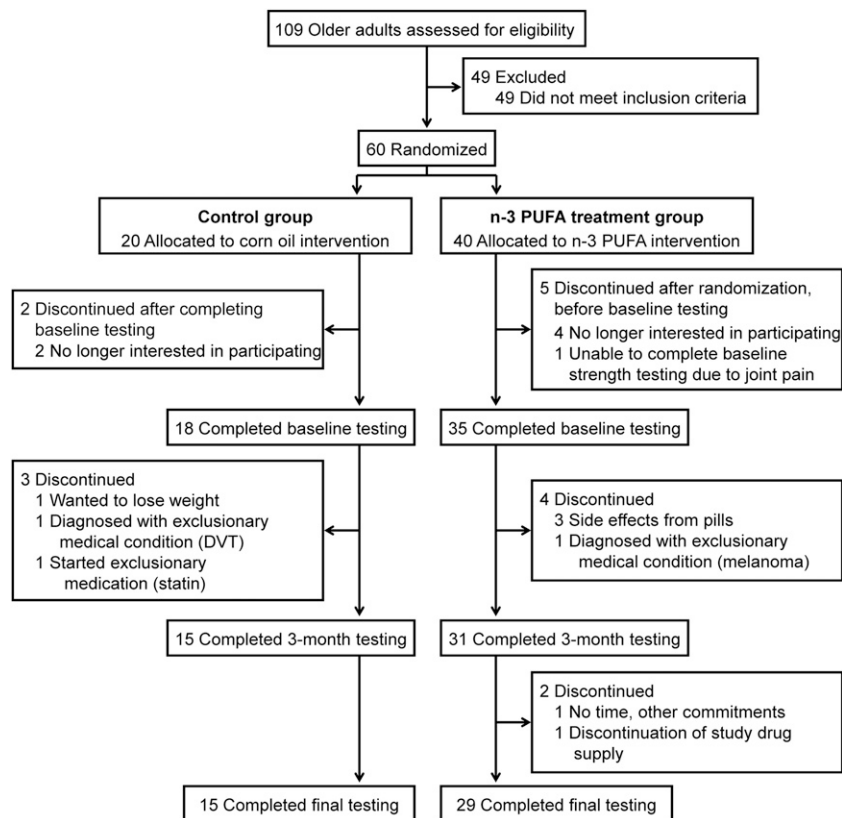 109 Older adults assessed for eligibility
49 Excluded
49 Did not meet inclusion criteria
60 Randomized
Control group
20 Allocated to corn oil intervention
n-3 PUFA treatment group
40 Allocated to n-3 PUFA intervention
2 Discontinued after completing
baseline testing
2 No longer interested in participating
5 Discontinued after randomization,
before baseline testing
4 No longer interested in participating
1 Unable to complete baseline
strength testing due to joint pain
18 Completed baseline testing
35 Completed baseline testing
3 Discontinued
1 Wanted to lose weight
1 Diagnosed with exclusionary
medical condition (DVT)
1 Started exclusionary
medication (statin)
4 Discontinued
3 Side effects from pills
1 Diagnosed with exclusionary
medical condition (melanoma)
15 Completed 3-month testing
31 Completed 3-month testing
2 Discontinued
1 No time, other commitments
1 Discontinuation of study drug
supply
15 Completed final testing
29 Completed final testing